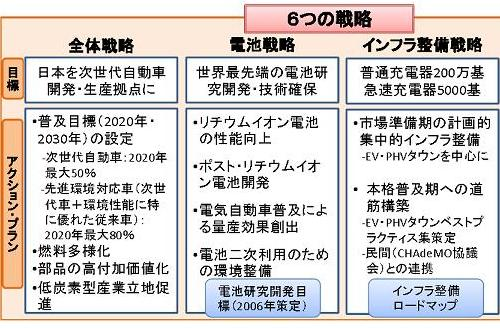 6つの戦略
全体戦略
電池戦略
インフラ整備戦略
目標
日本を次世代自動車
開発・生産拠点に
世界最先端の電池研
究開発・技術確保
普通充電器200万基
急速充電器5000基
アクション・プラン
•普及目標(2020年・
2030年)の設定
-次世代自動車:2020年
最大50%
-先進環境対応車(次世
代車+環境性能に特
に優れた従来車):
2020年最大80%
•燃料多様化
•部品の高付加価値化
•低炭素型産業立地促
進
•リチウムイオン電池
の性能向上
•ポスト・リチウムイオ
ン電池開発
•電気自動車普及によ
る量産効果創出
•電池二次利用のため
の環境整備
電池研究開発目
標(2006年策定)
•市場準備期の計画的
集中的インフラ整備
-EV・PHVタウンを中心に
•本格普及期への道
筋構築
-EV・PHVタウンベストプ
ラクティス集策定
-民間(CHAdeMO協議
会)との連携
インフラ整備
ロードマップ